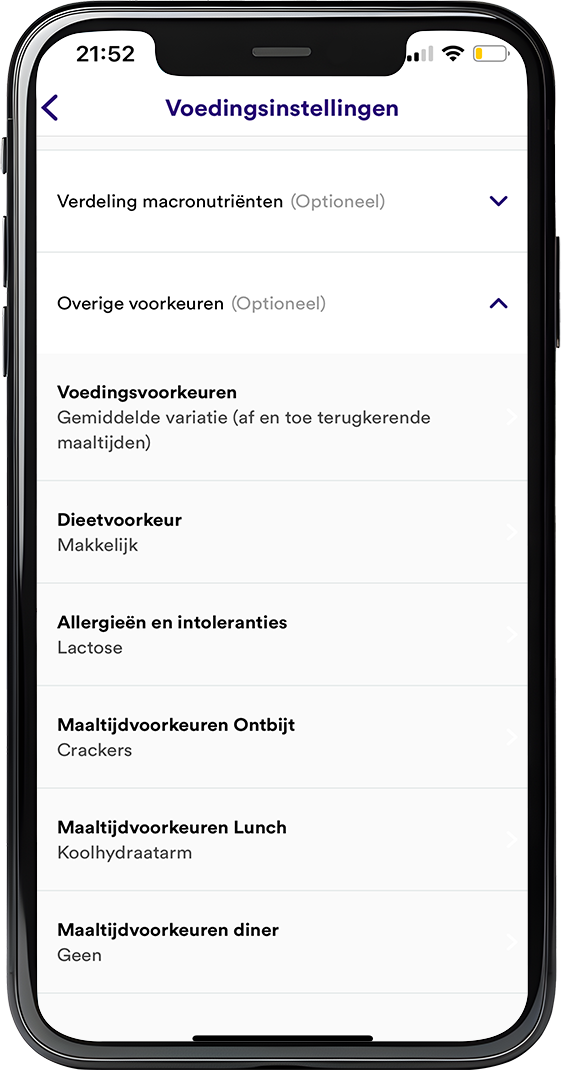 21:52
Voedingsinstellingen
Verdeling macronutriënten (Optioneel)
Overige voorkeuren (Optioneel)
Voedingsvoorkeuren
Gemiddelde variatie (af en toe terugkerende
maaltijden)
Dieetvoorkeur
Makkelijk
Allergieën en intoleranties
Lactose
Maaltijdvoorkeuren Ontbijt
Crackers
Maaltijdvoorkeuren Lunch
Koolhydraatarm
Maaltijdvoorkeuren diner
Geen